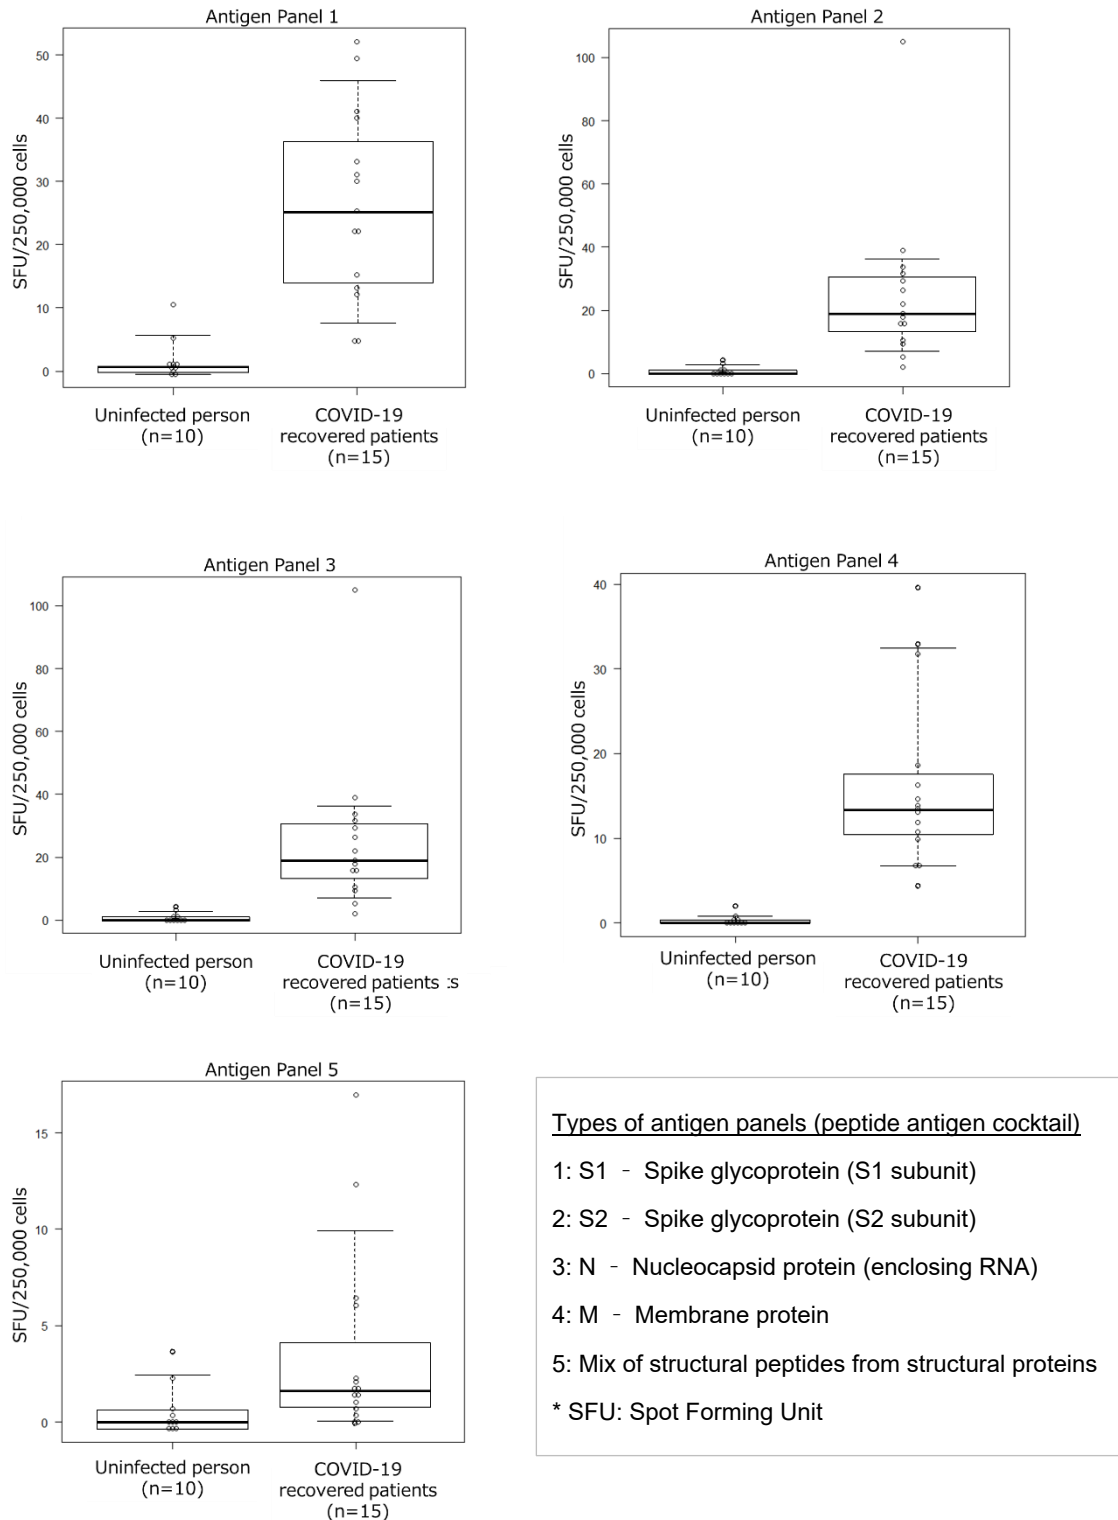 Antigen Panel 1
SFU/250,000 cells
50
40
30
20
10
0
Uninfected person
(n=10)
COVID-19
recovered patients
(n=15)
Antigen Panel 2
SFU/250,000 cells
100
80
60
40
20
0
Uninfected person
(n=10)
COVID-19
recovered patients
(n=15)
Antigen Panel 3
SFU/250,000 cells
100
80
60
40
20
0
Uninfected person
(n=10)
COVID-19
recovered patients :s
(n=15)
Antigen Panel 4
SFU/250,000 cells
40
30
20
10
0
Uninfected person
(n=10)
COVID-19
recovered patients
(n=15)
Antigen Panel 5
SFU/250,000 cells
15
10
5
0
Uninfected person
(n=10)
COVID-19
recovered patients
(n=15)
Types of antigen panels (peptide antigen cocktail)
1: S1 - Spike glycoprotein (S1 subunit)
2: S2 - Spike glycoprotein (S2 subunit)
3: N - Nucleocapsid protein (enclosing RNA)
4: M - Membrane protein
5: Mix of structural peptides from structural proteins
* SFU: Spot Forming Unit